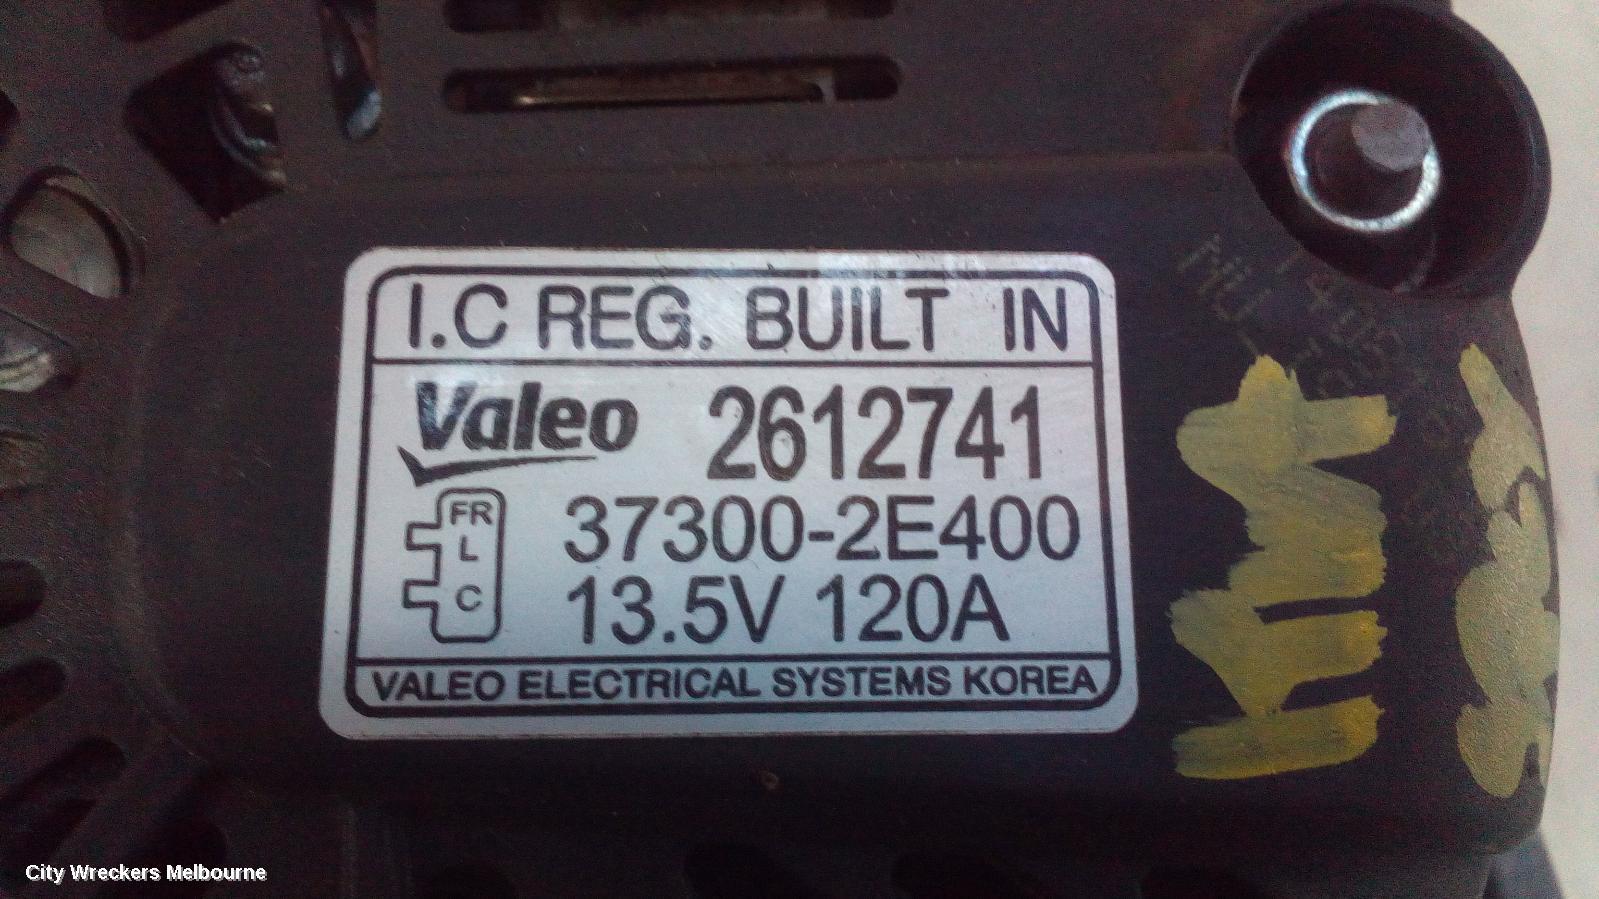 I.C REG. BUILT IN
Valeo 2612741
FR
L
C
37300-2E400
13.5V 120A
VALEO ELECTRICAL SYSTEMS KOREA
City Wreckers Melbourne